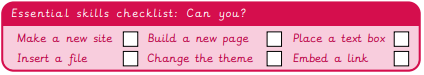 Essential skills checklist: Can you?
Make a new site Build a new page Place a text box
Insert a file Change the theme Embed a link